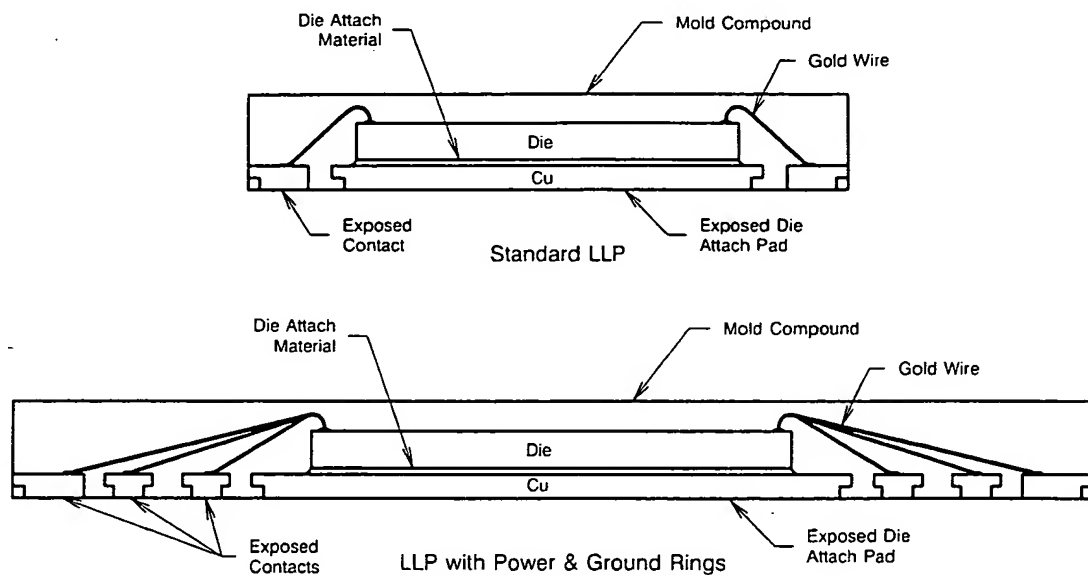 Die Attach
Material
Mold Compound
Gold Wire
Die
Cu
Exposed
Contact
Exposed Die
Attach Pad
Standard LLP
Die Attach
Material
Mold Compound
Gold Wire
Die
Cu
Exposed
Contacts
Exposed Die
Attach Pad
LLP with Power & Ground Rings